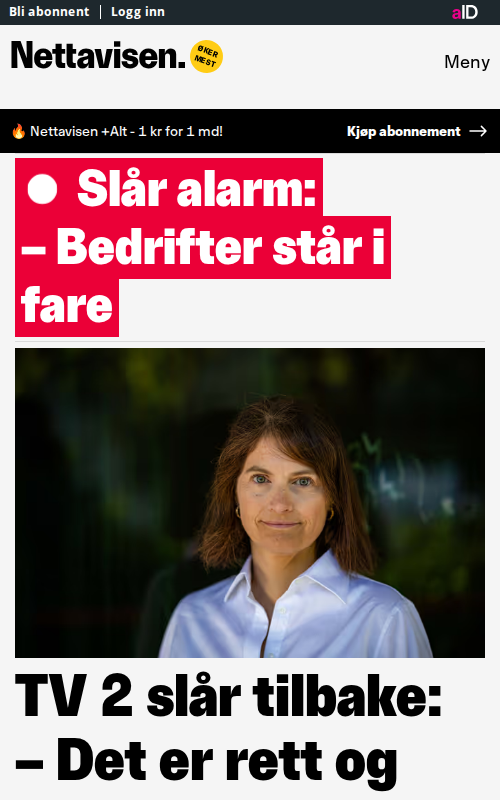 Bli abonnent | Logg inn
aID
Nettavisen.
ØKER
MEST
Meny
🔥 Nettavisen +Alt - 1 kr for 1 md!
Kjøp abonnement →
Slår alarm:
– Bedrifter står i
fare
TV 2 slår tilbake:
– Det er rett og